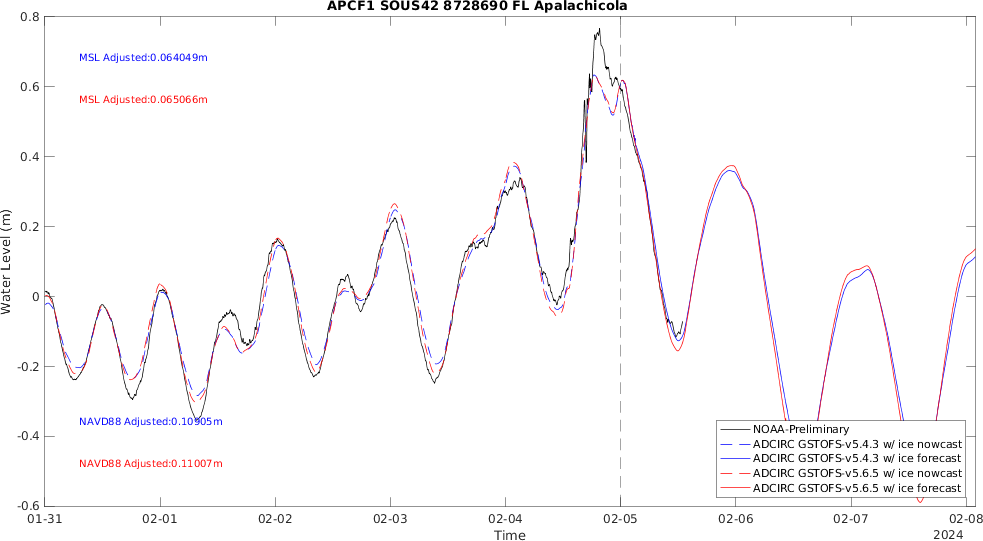 APCF1 SOUS42 8728690 FL Apalachicola
0.8
MSL Adjusted:0.064049m
0.6
MSL Adjusted:0.065066m
0.4
0.2
Water Level (m)
0
-0.2
NAVD88 Adjusted:0.10905m
-0.4
NAVD88 Adjusted:0.11007m
-0.6
NOAA-Preliminary
ADCIRC GSTOFS-v5.4.3 w/ ice nowcast
ADCIRC GSTOFS-v5.4.3 w/ ice forecast
ADCIRC GSTOFS-v5.6.5 w/ ice nowcast
ADCIRC GSTOFS-v5.6.5 w/ ice forecast
01-31 02-01 02-02 02-03 02-04 02-05 02-06 02-07 02-08
Time
2024